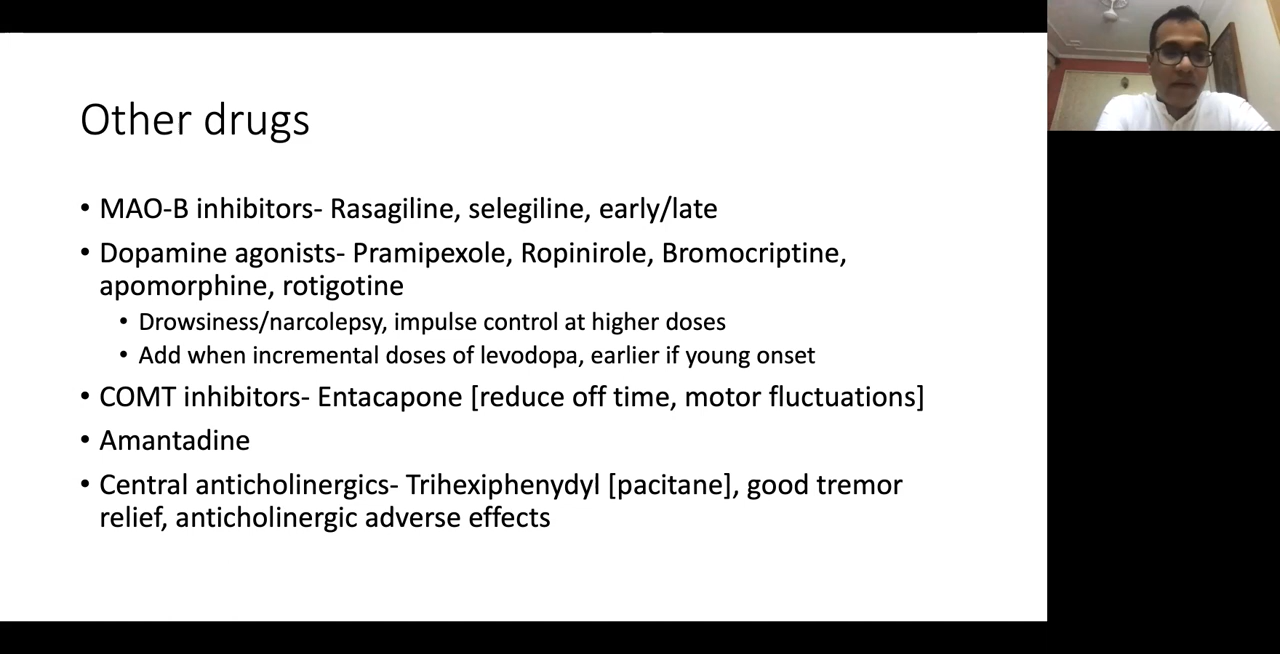 Other drugs
• MAO-B inhibitors- Rasagiline, selegiline, early/late
• Dopamine agonists- Pramipexole, Ropinirole, Bromocriptine,
apomorphine, rotigotine
• Drowsiness/narcolepsy, impulse control at higher doses
• Add when incremental doses of levodopa, earlier if young onset
• COMT inhibitors- Entacapone [reduce off time, motor fluctuations]
• Amantadine
• Central anticholinergics- Trihexiphenydyl [pacitane], good tremor
relief, anticholinergic adverse effects